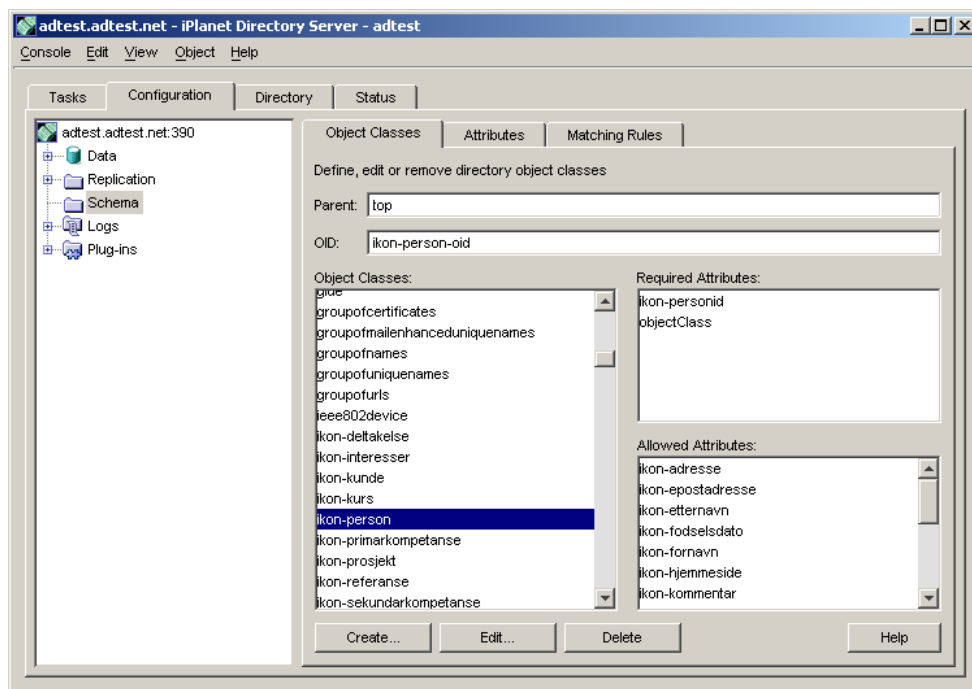 adtest.adtest.net - iPlanet Directory Server - adtest
Console Edit View Object Help
Tasks Configuration Directory Status
adtest.adtest.net:390
Data
Replication
Schema
Logs
Plug-ins
Object Classes Attributes Matching Rules
Define, edit or remove directory object classes
Parent: top
OID: ikon-person-oid
Object Classes:
glue
groupofcertificates
groupofmailenhanceduniquenames
groupofnames
groupofuniquenames
groupofurls
ieee802device
ikon-deltakelse
ikon-interesser
ikon-kunde
ikon-kurs
ikon-person
ikon-primarkompetanse
ikon-prosjekt
ikon-referanse
ikon-sekundarkompetanse
Required Attributes:
ikon-personid
objectClass
Allowed Attributes:
ikon-adresse
ikon-epostadresse
ikon-etternavn
ikon-fodselsdato
ikon-fornavn
ikon-hjemmeside
ikon-kommentar
Create... Edit... Delete Help